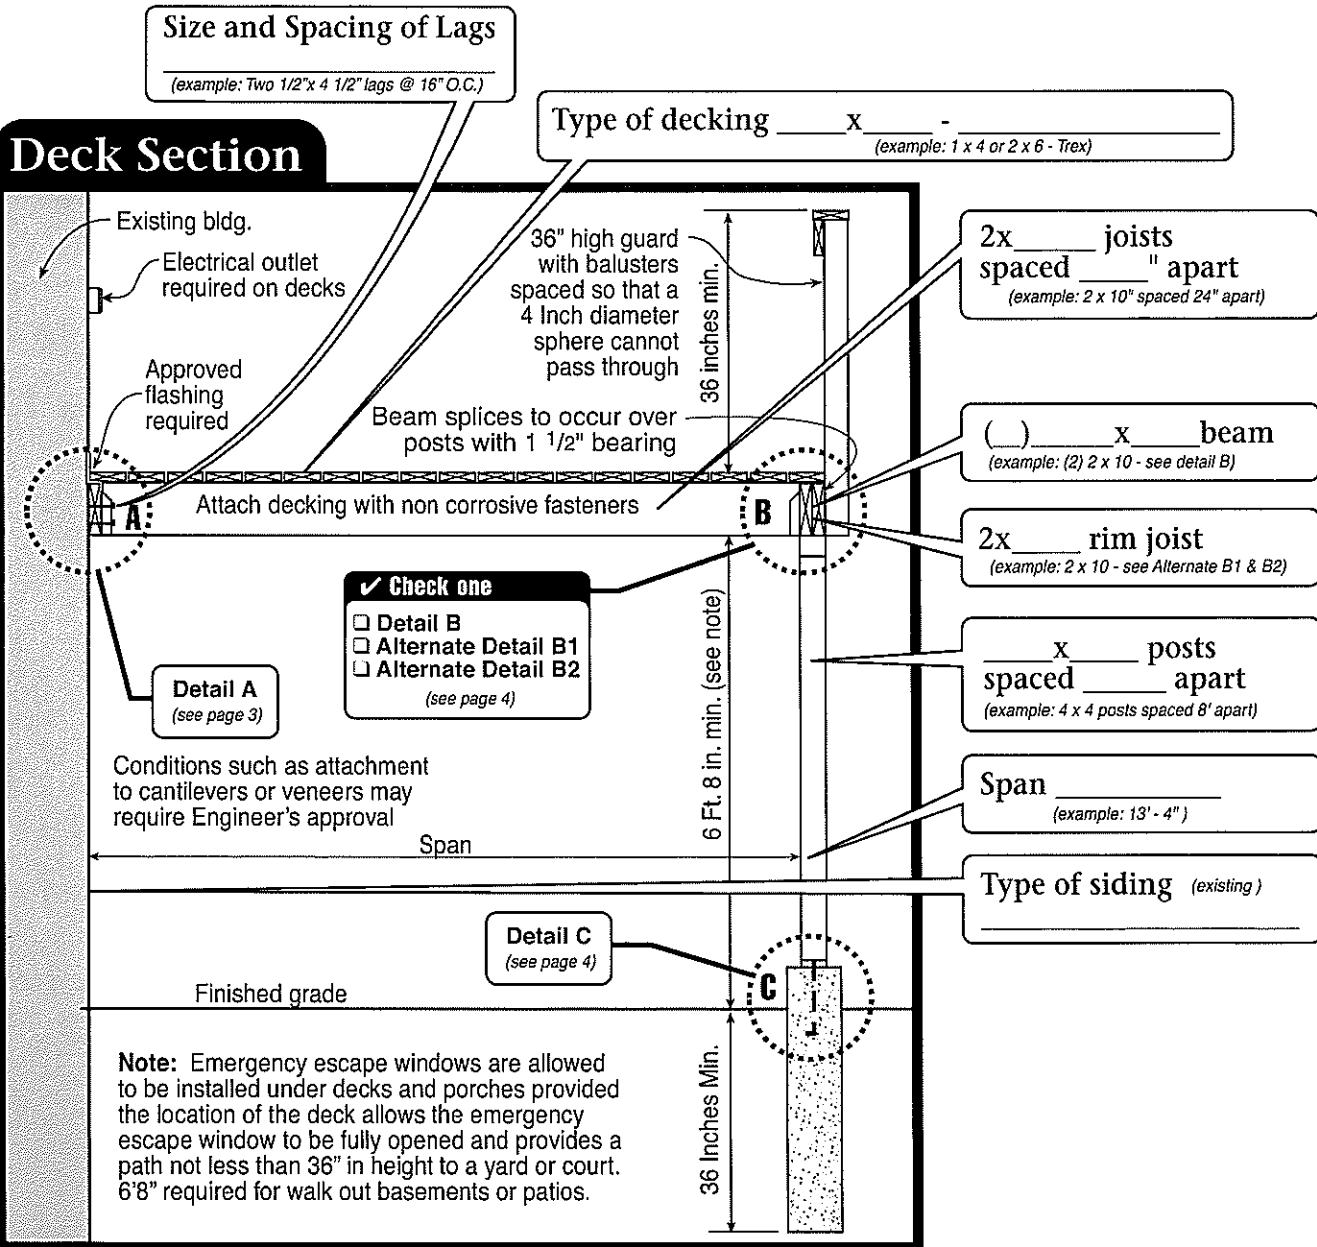 Size and Spacing of Lags
(example: Two 1/2"x 4 1/2" lags @ 16" O.C.)
Type of decking _____x_____ - ___________________
(example: 1 x 4 or 2 x 6 - Trex)
Deck Section
Existing bldg.
Electrical outlet
required on decks
Approved
flashing
required
36" high guard
with balusters
spaced so that a
4 Inch diameter
sphere cannot
pass through
36 inches min.
Beam splices to occur over
posts with 1 1/2" bearing
Attach decking with non corrosive fasteners
A
B
2x______ joists
spaced _____" apart
(example: 2 x 10" spaced 24" apart)
(__)______x_____beam
(example: (2) 2 x 10 - see detail B)
2x_____ rim joist
(example: 2 x 10 - see Alternate B1 & B2)
_____x_____ posts
spaced ______ apart
(example: 4 x 4 posts spaced 8' apart)
Span ____________
(example: 13' - 4" )
Type of siding (existing )
✓ Check one
❏ Detail B
❏ Alternate Detail B1
❏ Alternate Detail B2
(see page 4)
Detail A
(see page 3)
Conditions such as attachment
to cantilevers or veneers may
require Engineer's approval
6 Ft. 8 in. min. (see note)
Span
Detail C
(see page 4)
C
Finished grade
36 Inches Min.
Note: Emergency escape windows are allowed
to be installed under decks and porches provided
the location of the deck allows the emergency
escape window to be fully opened and provides a
path not less than 36" in height to a yard or court.
6'8" required for walk out basements or patios.